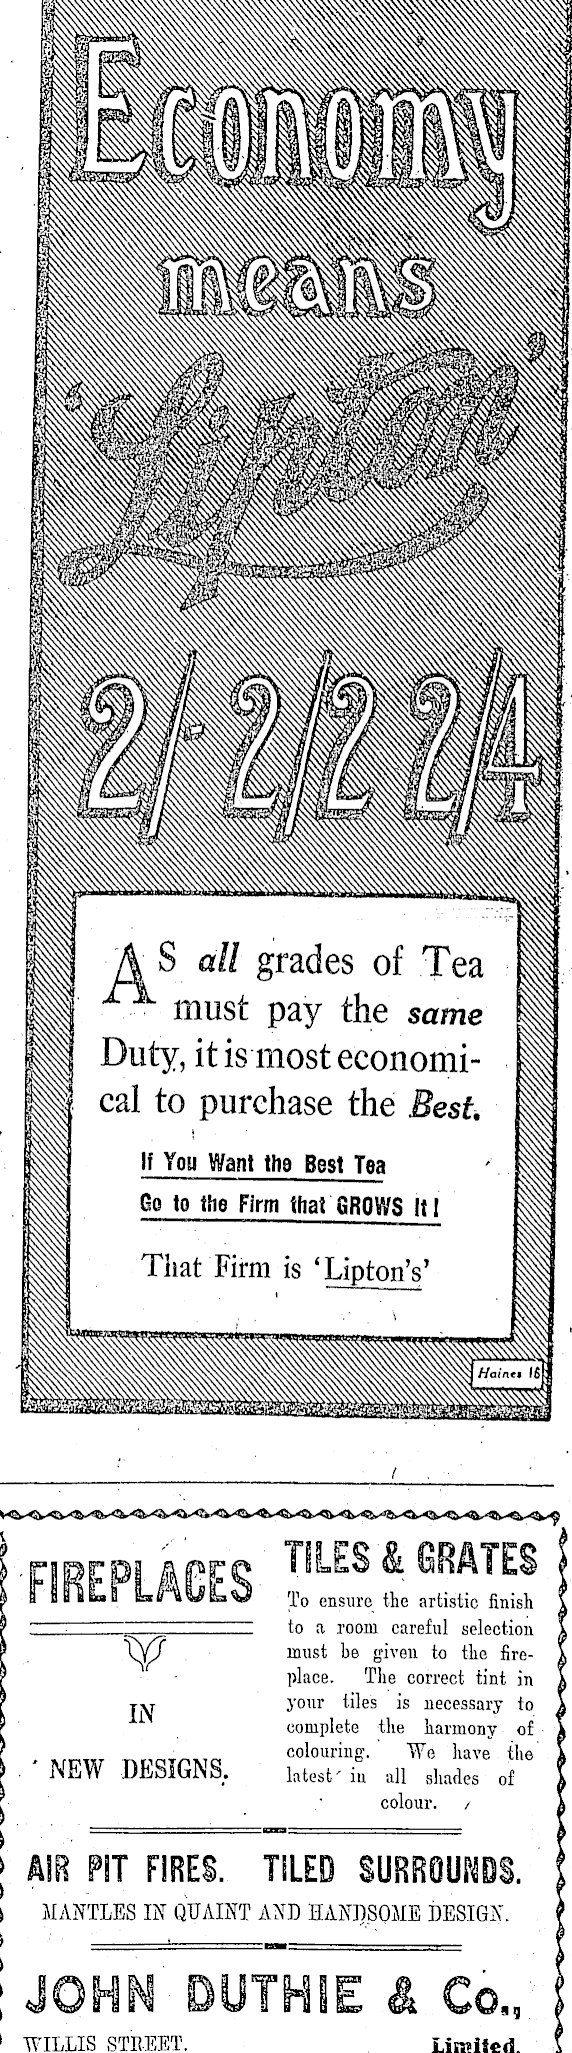 Economy
means
'Lipton'
2/- 2/2 2/4
AS all grades of Tea
must pay the same
Duty, it is most economi-
cal to purchase the Best.
If You Want the Best Tea
Go to the Firm that GROWS It!
That Firm is 'Lipton's'
Haines 16
FIREPLACES
IN
NEW DESIGNS.
TILES & GRATES
To ensure the artistic finish
to a room careful selection
must be given to the fire-
place. The correct tint in
your tiles is necessary to
complete the harmony of
colouring. We have the
latest in all shades of
colour.
AIR PIT FIRES. TILED SURROUNDS.
MANTLES IN QUAINT AND HANDSOME DESIGN.
JOHN DUTHIE & Co.,
WILLIS STREET. Limited.